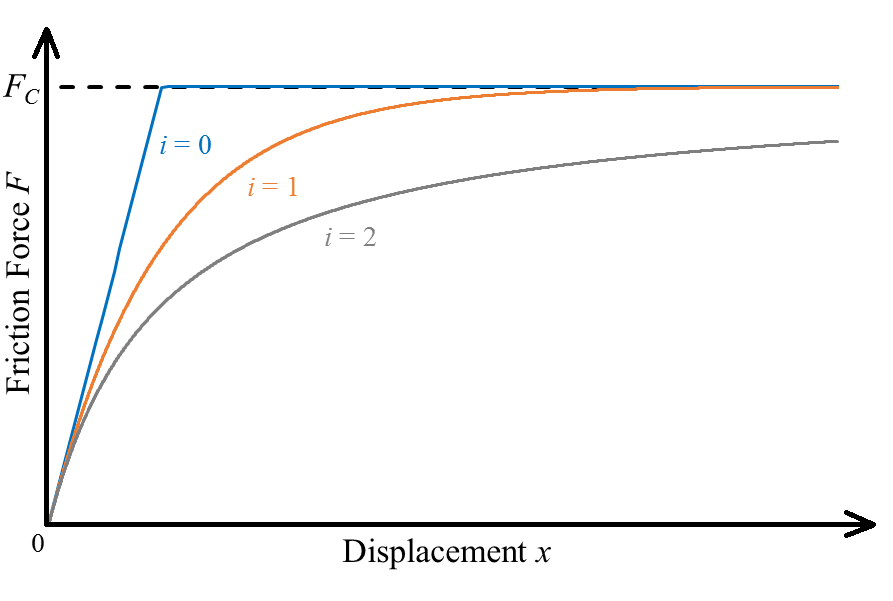 F_C
i = 0
i = 1
i = 2
Friction Force F
0
Displacement x